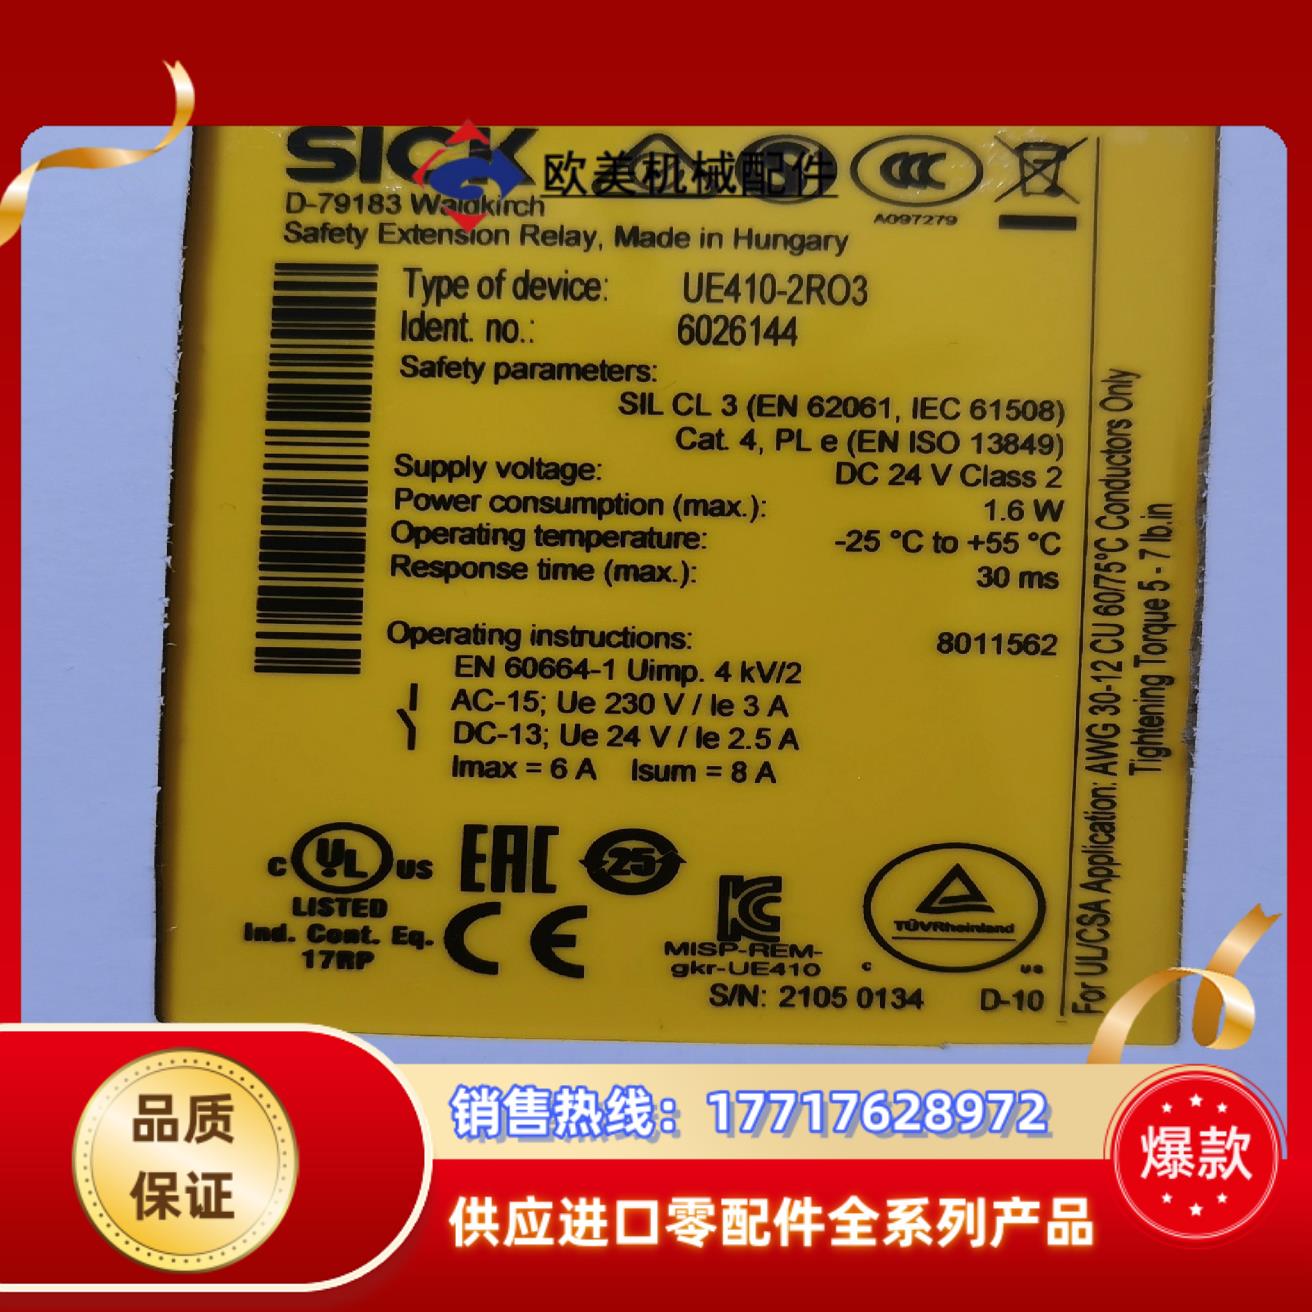 SICK
欧美机械配件
D-79183 Waldkirch
A097279
Safety Extension Relay, Made in Hungary
Type of device: UE410-2RO3
Ident. no.: 6026144
Safety parameters:
SIL CL 3 (EN 62061, IEC 61508)
Cat. 4, PL e (EN ISO 13849)
Supply voltage: DC 24 V Class 2
Power consumption (max.): 1.6 W
Operating temperature: -25 °C to +55 °C
Response time (max.): 30 ms
Operating instructions: 8011562
EN 60664-1 Uimp. 4 kV/2
AC-15; Ue 230 V / Ie 3 A
DC-13; Ue 24 V / Ie 2.5 A
Imax = 6 A Isum = 8 A
For UL/CSA Application: AWG 30-12 CU 60/75°C Conductors Only
Tightening Torque 5 - 7 lb.in
C UL US
LISTED
Ind. Cont. Eq.
17RP
EAC
25
CE
KC
MISP-REM-
gkr-UE410
TÜVRheinland
C US
S/N: 2105 0134 D-10
品质
保证
销售热线：17717628972
供应进口零配件全系列产品
爆款